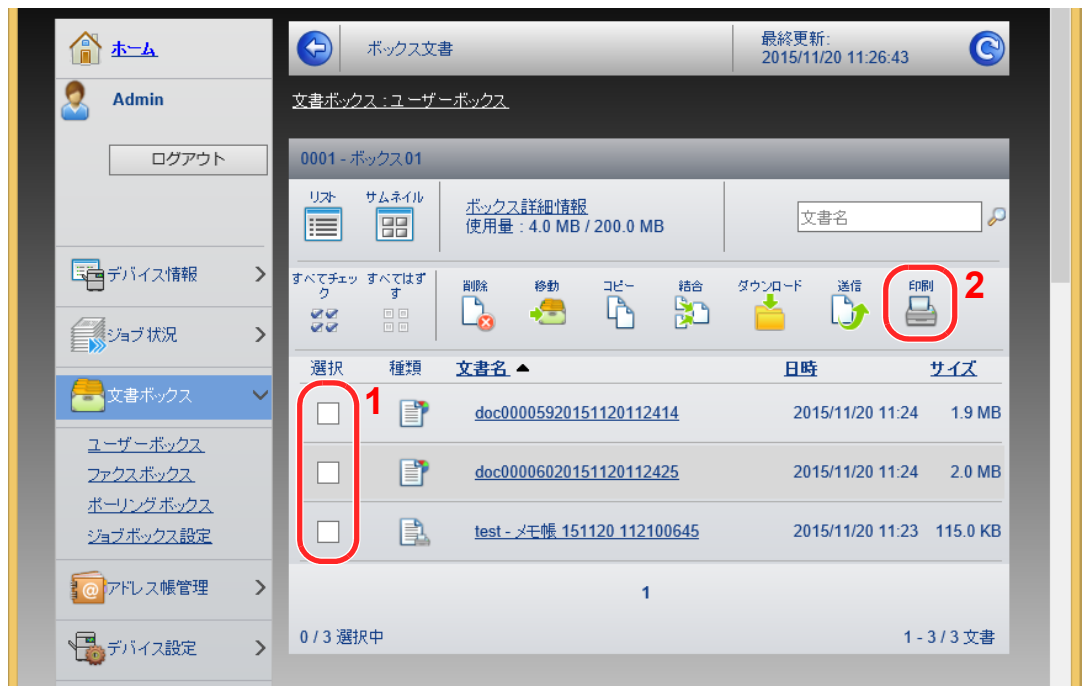 ホーム
Admin
ログアウト
デバイス情報
ジョブ状況
文書ボックス
ユーザーボックス
ファクスボックス
ポーリングボックス
ジョブボックス設定
アドレス帳管理
デバイス設定
ボックス文書
最終更新:
2015/11/20 11:26:43
文書ボックス : ユーザーボックス
0001 - ボックス01
リスト サムネイル
ボックス詳細情報
使用量 : 4.0 MB / 200.0 MB
文書名
すべてチェッ
ク
すべてはず
す
削除 移動 コピー 結合 ダウンロード 送信 印刷 2
選択 種類 文書名 ▲ 日時 サイズ
1
doc00005920151120112414 2015/11/20 11:24 1.9 MB
doc00006020151120112425 2015/11/20 11:24 2.0 MB
test - メモ帳 151120 112100645 2015/11/20 11:23 115.0 KB
1
0 / 3 選択中 1 - 3 / 3 文書